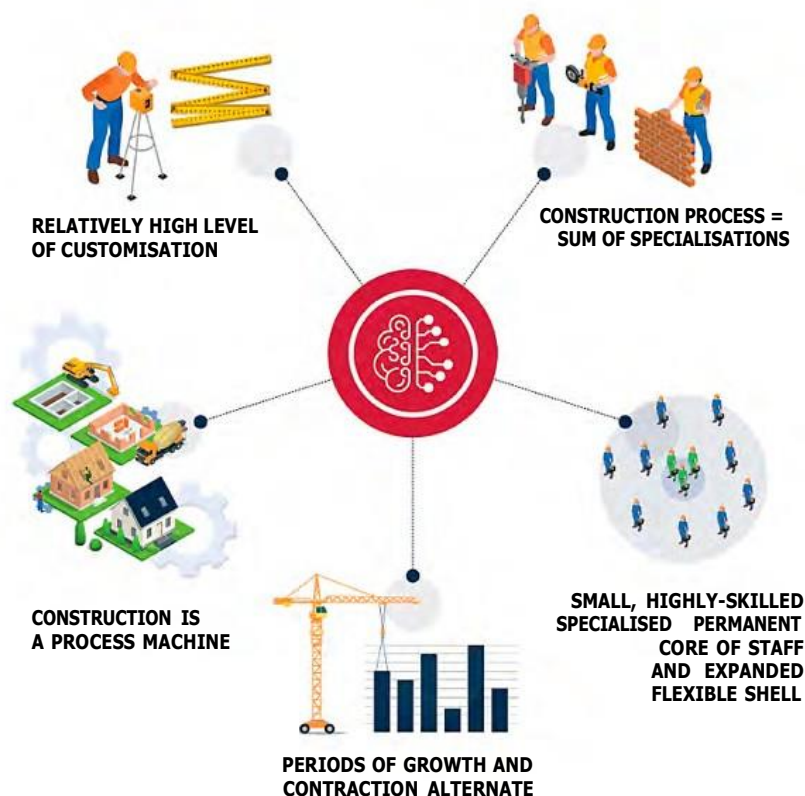 RELATIVELY HIGH LEVEL
OF CUSTOMISATION
CONSTRUCTION PROCESS =
SUM OF SPECIALISATIONS
CONSTRUCTION IS
A PROCESS MACHINE
SMALL, HIGHLY-SKILLED
SPECIALISED PERMANENT
CORE OF STAFF
AND EXPANDED
FLEXIBLE SHELL
PERIODS OF GROWTH AND
CONTRACTION ALTERNATE